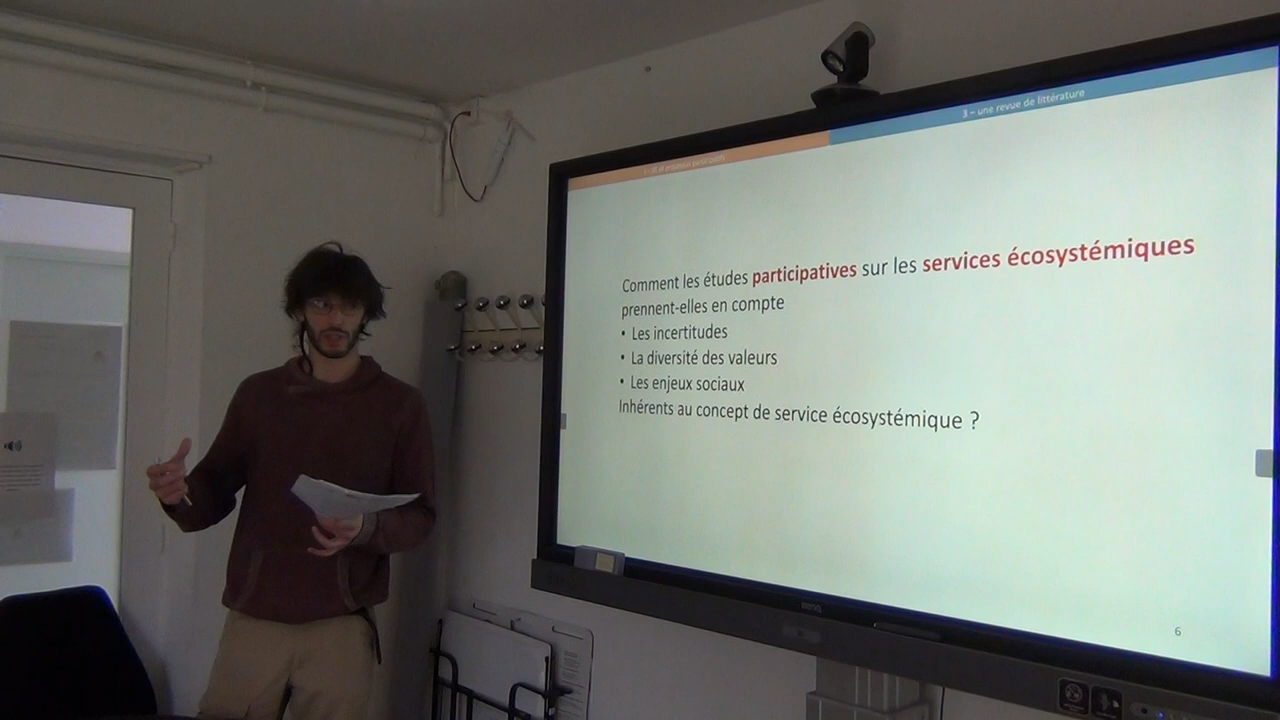 3 – une revue de littérature
Comment les études participatives sur les services écosystémiques
prennent-elles en compte
• Les incertitudes
• La diversité des valeurs
• Les enjeux sociaux
Inhérents au concept de service écosystémique ?
6
BenQ